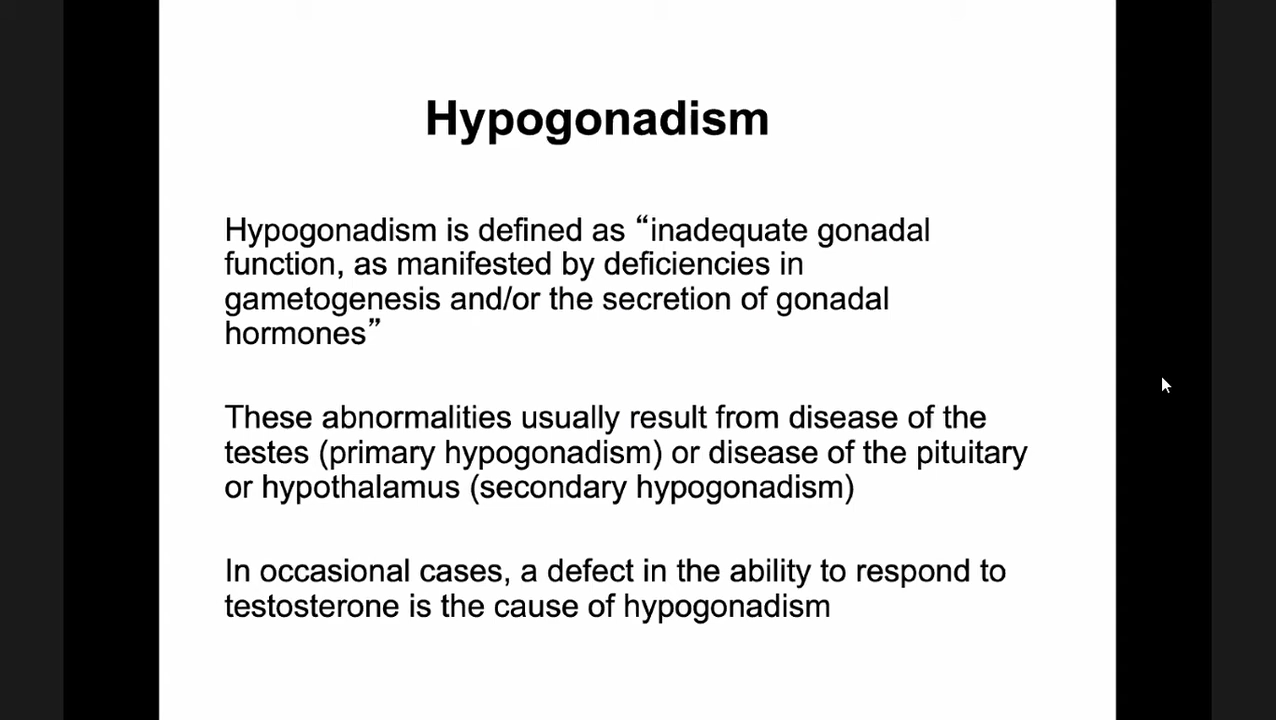 Hypogonadism
Hypogonadism is defined as “inadequate gonadal
function, as manifested by deficiencies in
gametogenesis and/or the secretion of gonadal
hormones”
These abnormalities usually result from disease of the
testes (primary hypogonadism) or disease of the pituitary
or hypothalamus (secondary hypogonadism)
In occasional cases, a defect in the ability to respond to
testosterone is the cause of hypogonadism